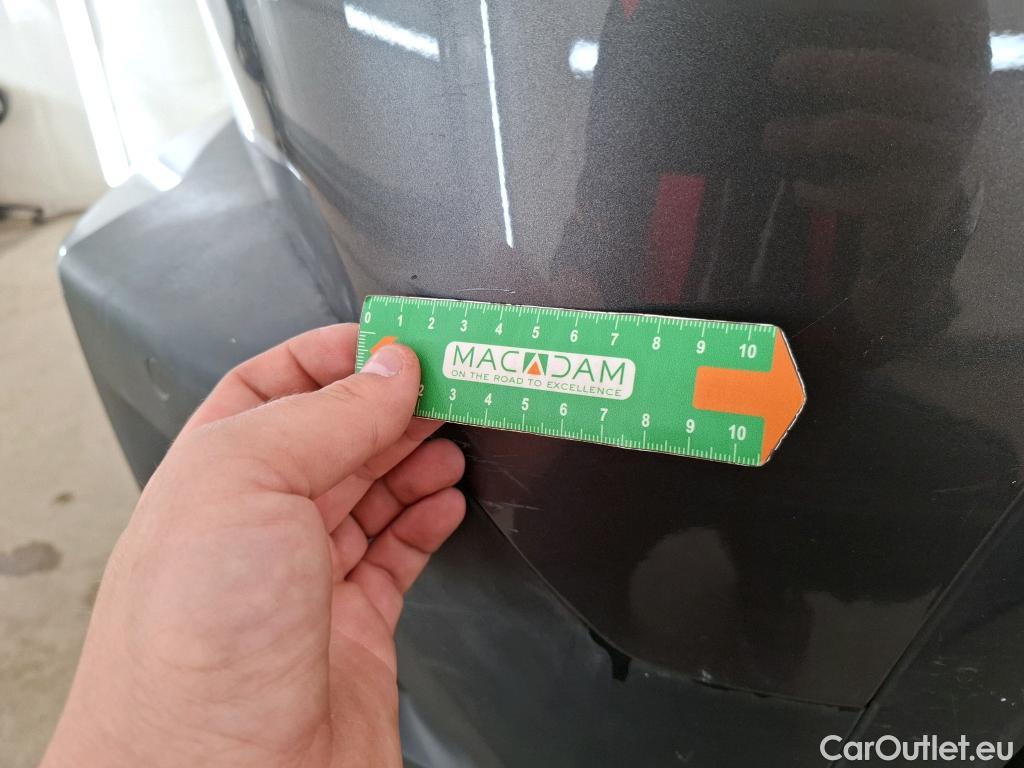 0 1 2 3 4 5 6 7 8 9 10
MACADAM
ON THE ROAD TO EXCELLENCE
2 3 4 5 6 7 8 9 10
CarOutlet.eu